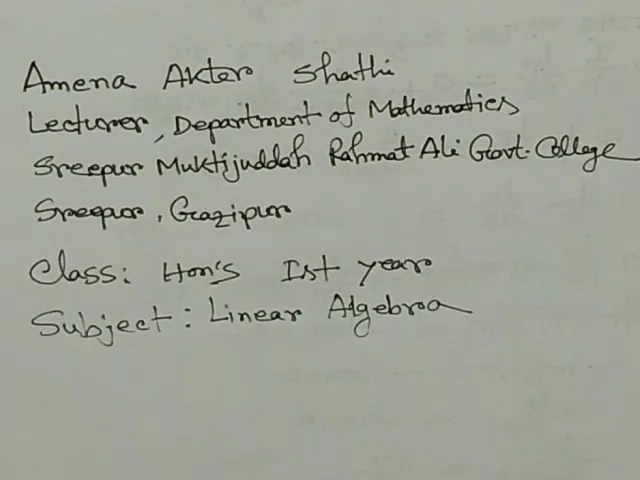 Amena Akter Shathi
Lecturer, Department of Mathematics
Sreepur Muktijuddah Rahmat Ali Govt. College
Sreepur, Gazipur
Class: Hon's Ist year
Subject: Linear Algebra